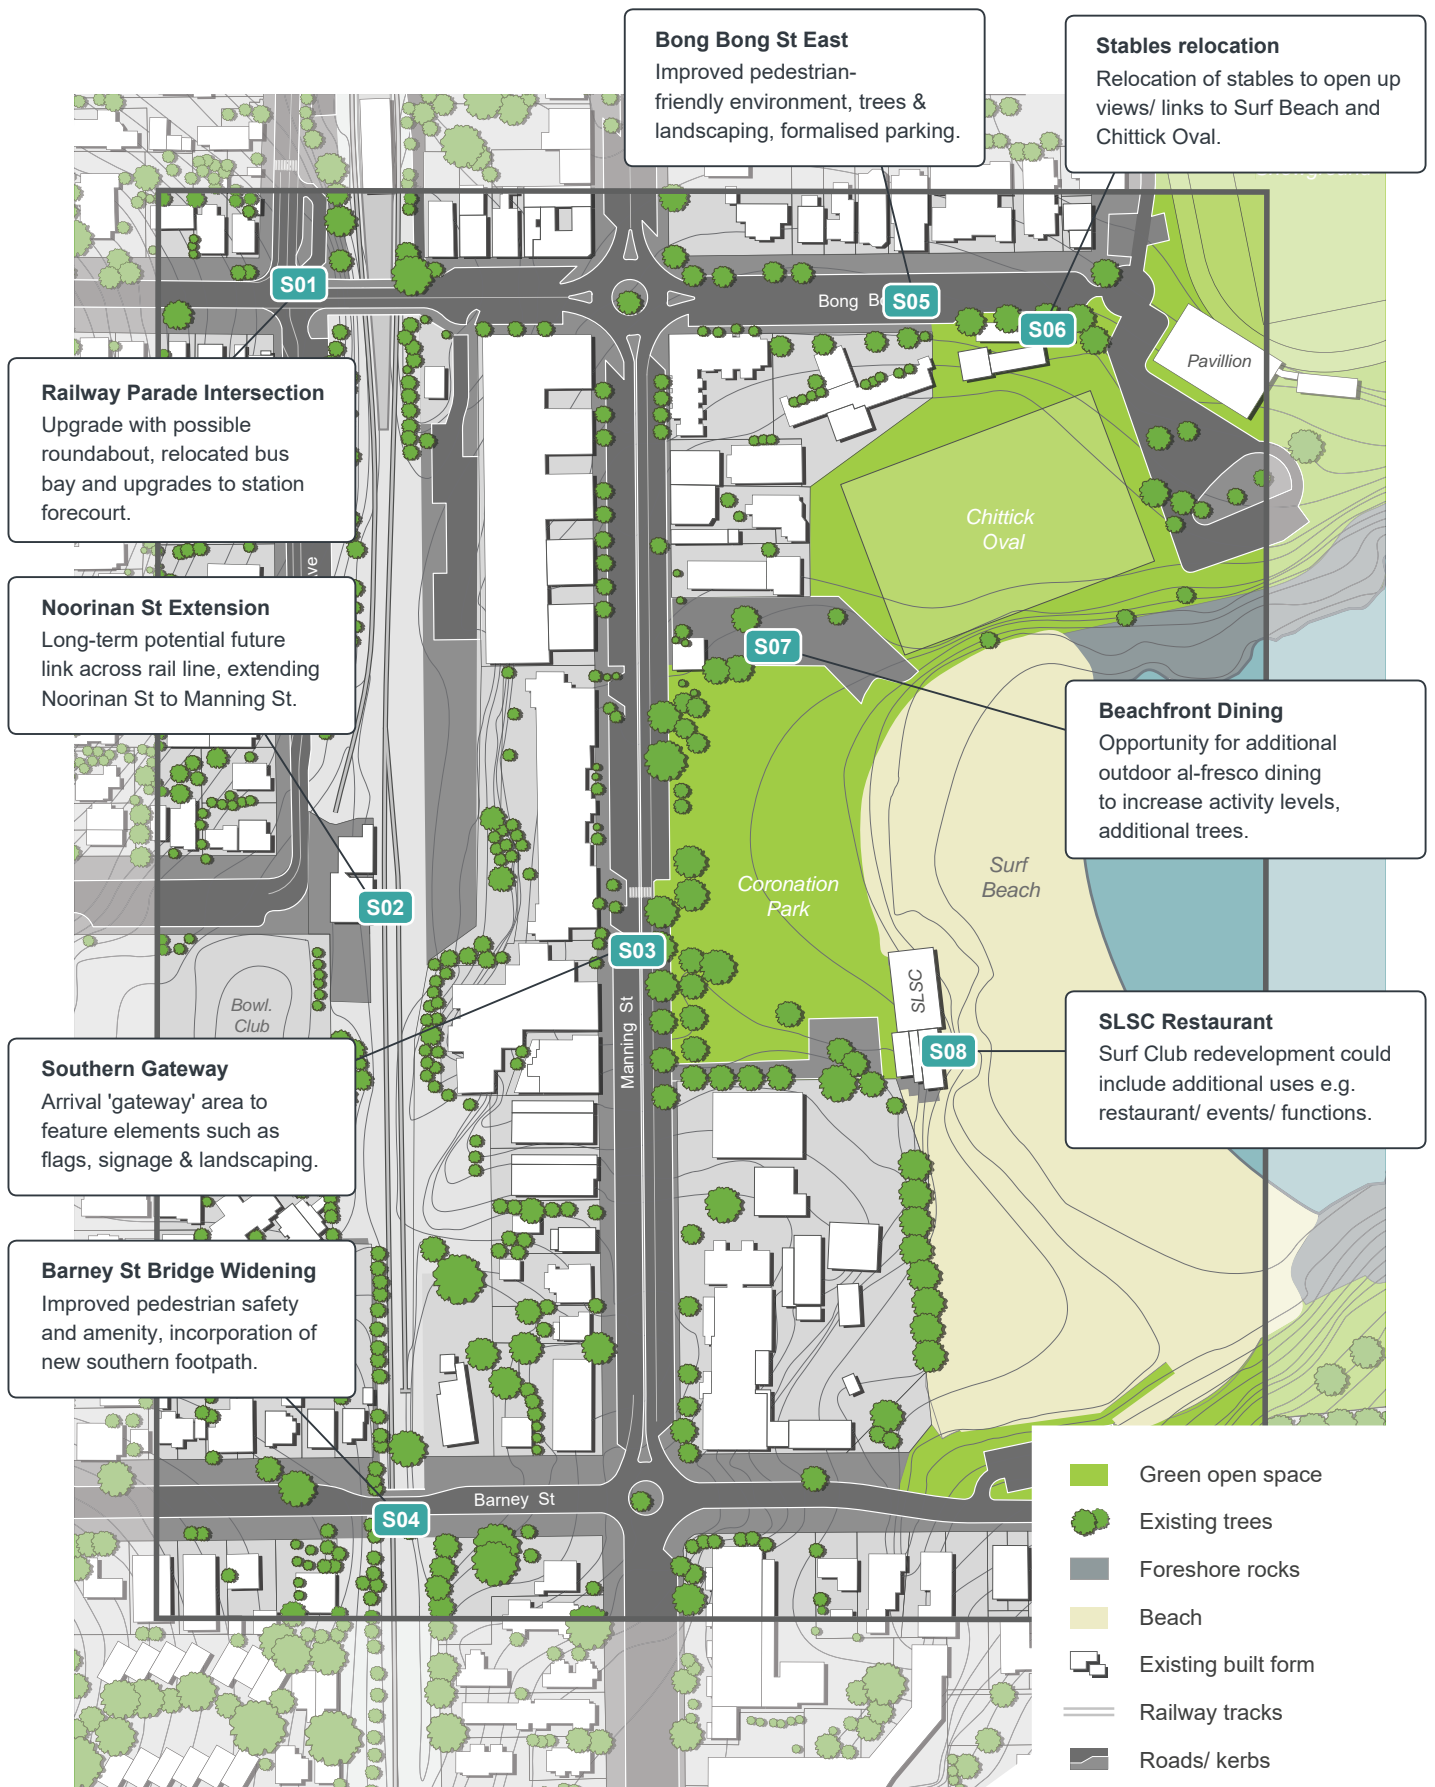 Bong Bong St East
Improved pedestrian-
friendly environment, trees &
landscaping, formalised parking.
Stables relocation
Relocation of stables to open up
views/ links to Surf Beach and
Chittick Oval.
S01
Bong
S05
S06
Pavillion
Railway Parade Intersection
Upgrade with possible
roundabout, relocated bus
bay and upgrades to station
forecourt.
Chittick
Oval
Noorinan St Extension
Long-term potential future
link across rail line, extending
Noorinan St to Manning St.
S07
Beachfront Dining
Opportunity for additional
outdoor al-fresco dining
to increase activity levels,
additional trees.
Surf
Beach
Coronation
Park
S02
S03
SLSC
Bowl.
Club
Manning St
S08
SLSC Restaurant
Surf Club redevelopment could
include additional uses e.g.
restaurant/ events/ functions.
Southern Gateway
Arrival 'gateway' area to
feature elements such as
flags, signage & landscaping.
Barney St Bridge Widening
Improved pedestrian safety
and amenity, incorporation of
new southern footpath.
Barney St
S04
Green open space
Existing trees
Foreshore rocks
Beach
Existing built form
Railway tracks
Roads/ kerbs